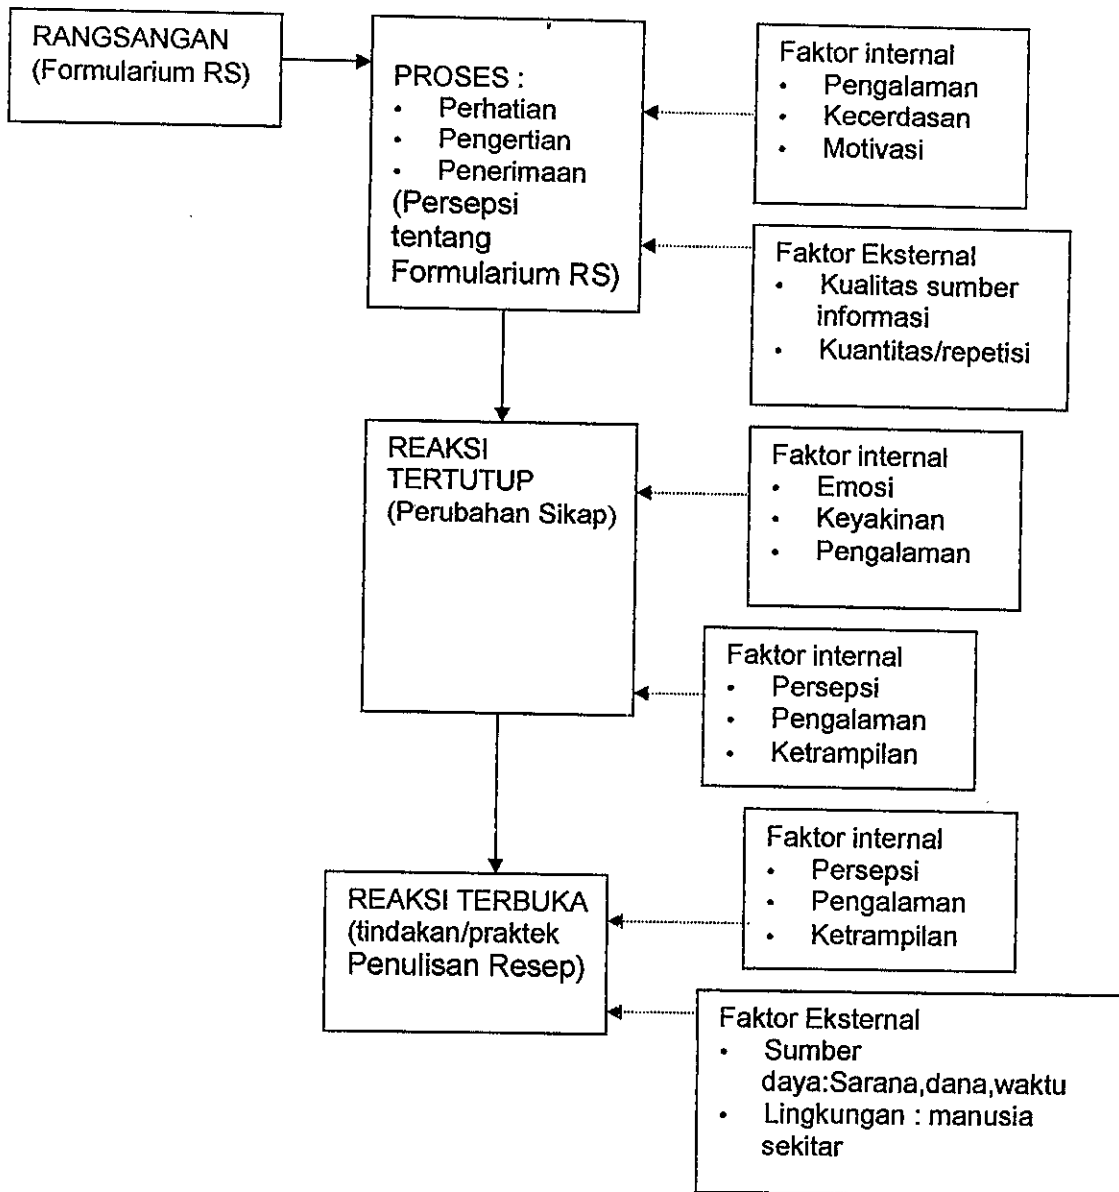 RANGSANGAN
(Formularium RS)
PROSES :
• Perhatian
• Pengertian
• Penerimaan
(Persepsi
tentang
Formularium RS)
Faktor internal
• Pengalaman
• Kecerdasan
• Motivasi
Faktor Eksternal
• Kualitas sumber
informasi
• Kuantitas/repetisi
REAKSI
TERTUTUP
(Perubahan Sikap)
Faktor internal
• Emosi
• Keyakinan
• Pengalaman
Faktor internal
• Persepsi
• Pengalaman
• Ketrampilan
REAKSI TERBUKA
(tindakan/praktek
Penulisan Resep)
Faktor internal
• Persepsi
• Pengalaman
• Ketrampilan
Faktor Eksternal
• Sumber
daya:Sarana,dana,waktu
• Lingkungan : manusia
sekitar